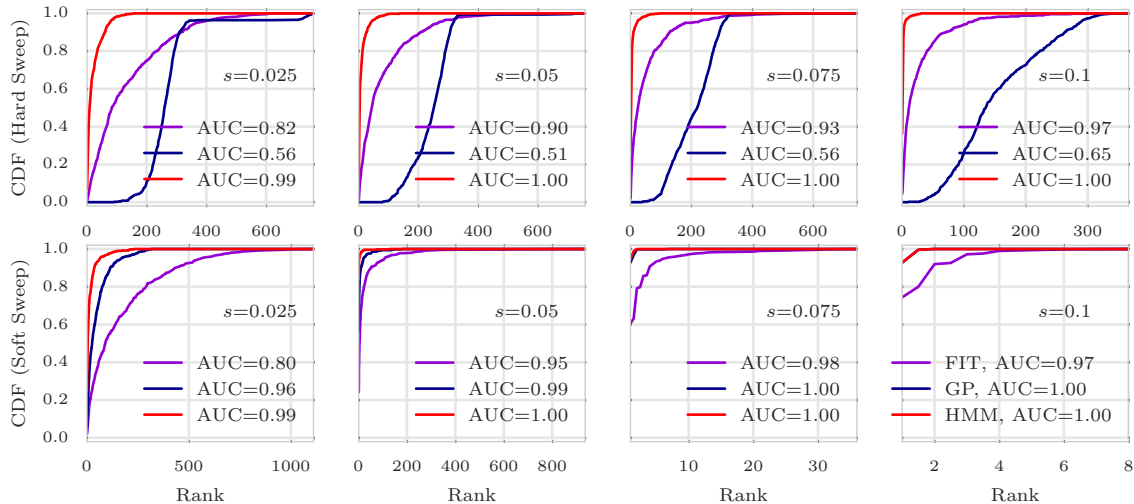 CDF (Hard Sweep)
1.0
0.8
0.6
0.4
0.2
0.0
s=0.025
AUC=0.82
AUC=0.56
AUC=0.99
0 200 400 600
s=0.05
AUC=0.90
AUC=0.51
AUC=1.00
0 200 400 600 800
s=0.075
AUC=0.93
AUC=0.56
AUC=1.00
0 200 400 600
s=0.1
AUC=0.97
AUC=0.65
AUC=1.00
0 100 200 300
CDF (Soft Sweep)
1.0
0.8
0.6
0.4
0.2
0.0
s=0.025
AUC=0.80
AUC=0.96
AUC=0.99
0 500 1000
Rank
s=0.05
AUC=0.95
AUC=0.99
AUC=1.00
0 200 400 600 800
Rank
s=0.075
AUC=0.98
AUC=1.00
AUC=1.00
10 20 30
Rank
s=0.1
FIT, AUC=0.97
GP, AUC=1.00
HMM, AUC=1.00
2 4 6 8
Rank